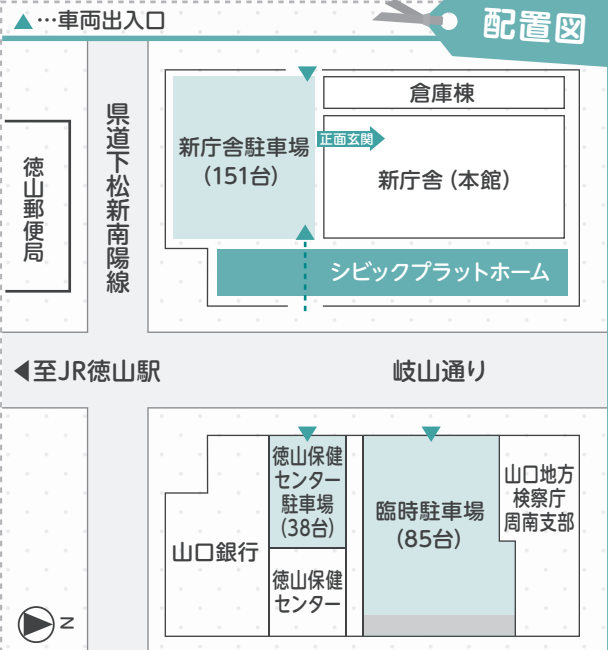 ▲…車両出入口
配置図
県道下松新南陽線
徳山郵便局
新庁舎駐車場
(151台)
倉庫棟
正面玄関
新庁舎（本館）
シビックプラットホーム
◀至JR徳山駅
岐山通り
徳山保健
センター
駐車場
(38台)
臨時駐車場
(85台)
山口地方
検察庁
周南支部
山口銀行
徳山保健
センター
N